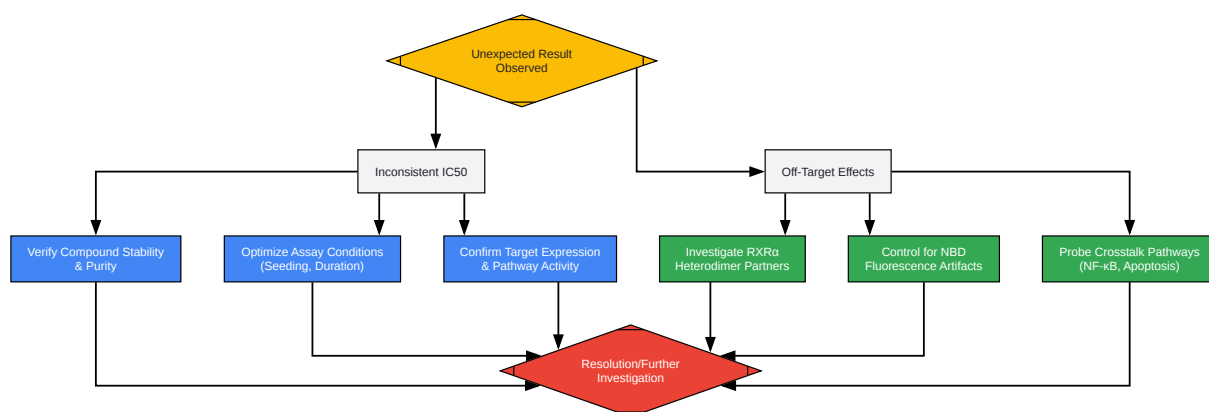 Unexpected Result
Observed
Inconsistent IC50
Off-Target Effects
Verify Compound Stability
& Purity
Optimize Assay Conditions
(Seeding, Duration)
Confirm Target Expression
& Pathway Activity
Investigate RXRα
Heterodimer Partners
Control for NBD
Fluorescence Artifacts
Probe Crosstalk Pathways
(NF-κB, Apoptosis)
Resolution/Further
Investigation